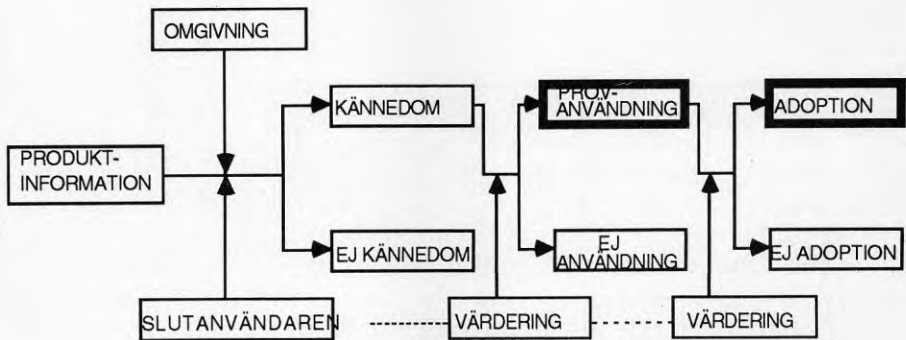 OMGIVNING
KÄNNEDOM
PROV-
ANVÄNDNING
ADOPTION
PRODUKT-
INFORMATION
EJ KÄNNEDOM
EJ
ANVÄNDNING
EJ ADOPTION
SLUTANVÄNDAREN
VÄRDERING
VÄRDERING